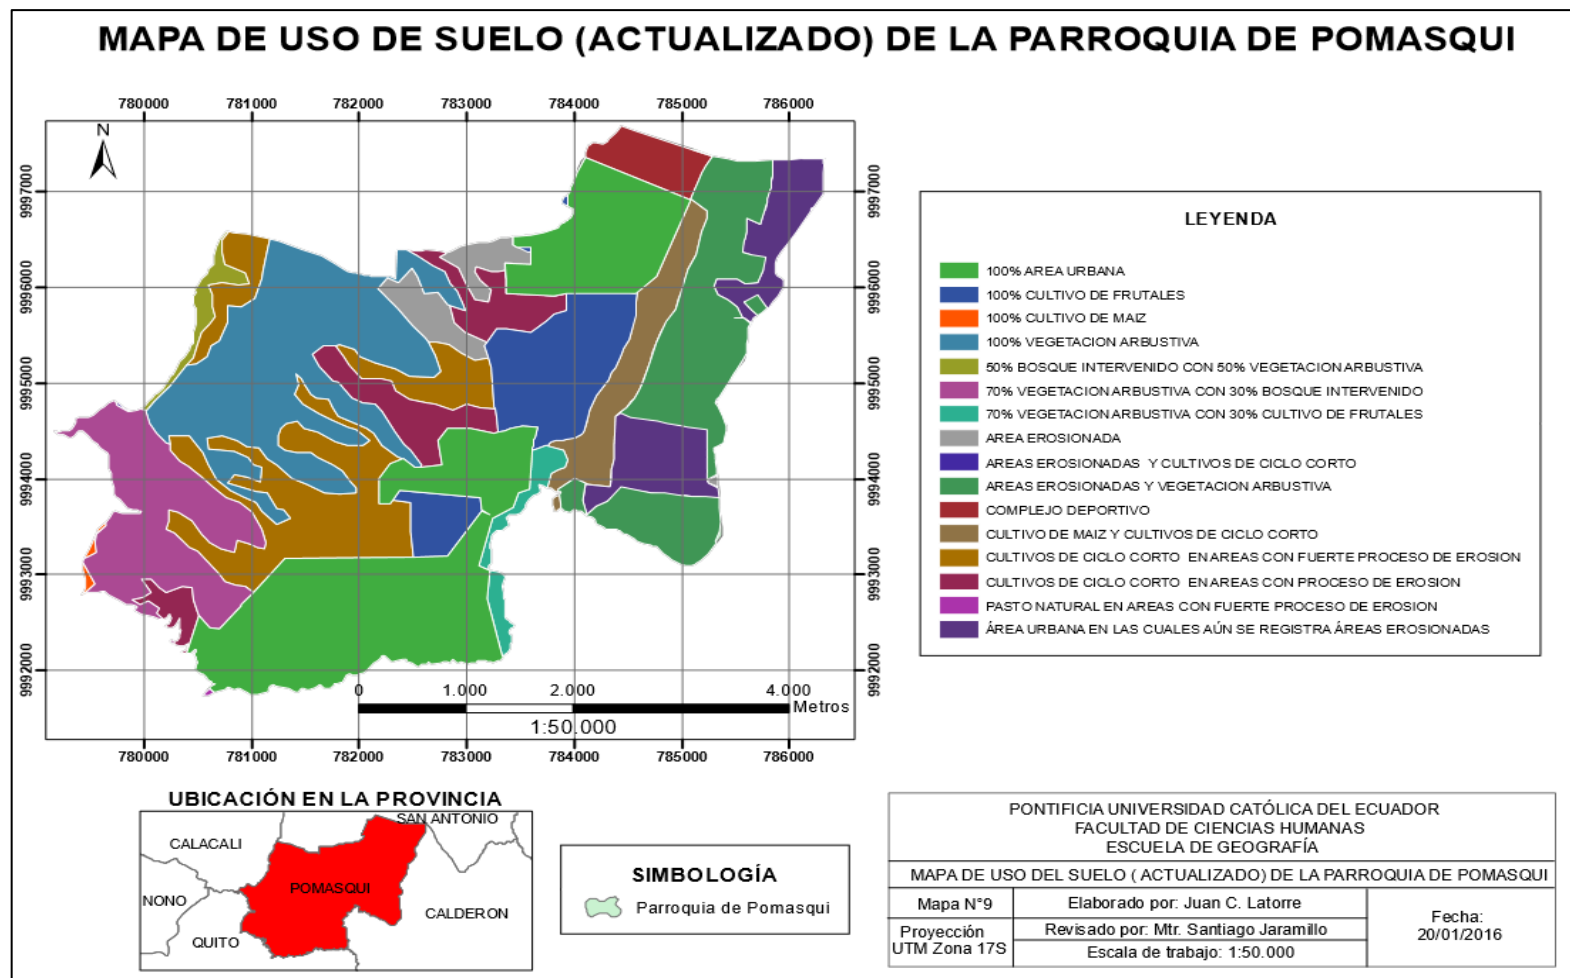 MAPA DE USO DE SUELO (ACTUALIZADO) DE LA PARROQUIA DE POMASQUI
780000 781000 782000 783000 784000 785000 786000
N
9997000 9997000
9996000 9996000
9995000 9995000
9994000 9994000
9993000 9993000
9992000 9992000
0 1.000 2.000 4.000
Metros
1:50.000
780000 781000 782000 783000 784000 785000 786000
LEYENDA
100% AREA URBANA
100% CULTIVO DE FRUTALES
100% CULTIVO DE MAIZ
100% VEGETACION ARBUSTIVA
50% BOSQUE INTERVENIDO CON 50% VEGETACION ARBUSTIVA
70% VEGETACION ARBUSTIVA CON 30% BOSQUE INTERVENIDO
70% VEGETACION ARBUSTIVA CON 30% CULTIVO DE FRUTALES
AREA EROSIONADA
AREAS EROSIONADAS Y CULTIVOS DE CICLO CORTO
AREAS EROSIONADAS Y VEGETACION ARBUSTIVA
COMPLEJO DEPORTIVO
CULTIVO DE MAIZ Y CULTIVOS DE CICLO CORTO
CULTIVOS DE CICLO CORTO EN AREAS CON FUERTE PROCESO DE EROSION
CULTIVOS DE CICLO CORTO EN AREAS CON PROCESO DE EROSION
PASTO NATURAL EN AREAS CON FUERTE PROCESO DE EROSION
ÁREA URBANA EN LAS CUALES AÚN SE REGISTRA ÁREAS EROSIONADAS
UBICACIÓN EN LA PROVINCIA
SAN ANTONIO
CALACALI
POMASQUI
NONO
CALDERON
QUITO
SIMBOLOGÍA
Parroquia de Pomasqui
PONTIFICIA UNIVERSIDAD CATÓLICA DEL ECUADOR
FACULTAD DE CIENCIAS HUMANAS
ESCUELA DE GEOGRAFÍA
MAPA DE USO DEL SUELO ( ACTUALIZADO) DE LA PARROQUIA DE POMASQUI
Mapa N°9
Elaborado por: Juan C. Latorre
Proyección
UTM Zona 17S
Revisado por: Mtr. Santiago Jaramillo
Escala de trabajo: 1:50.000
Fecha:
20/01/2016